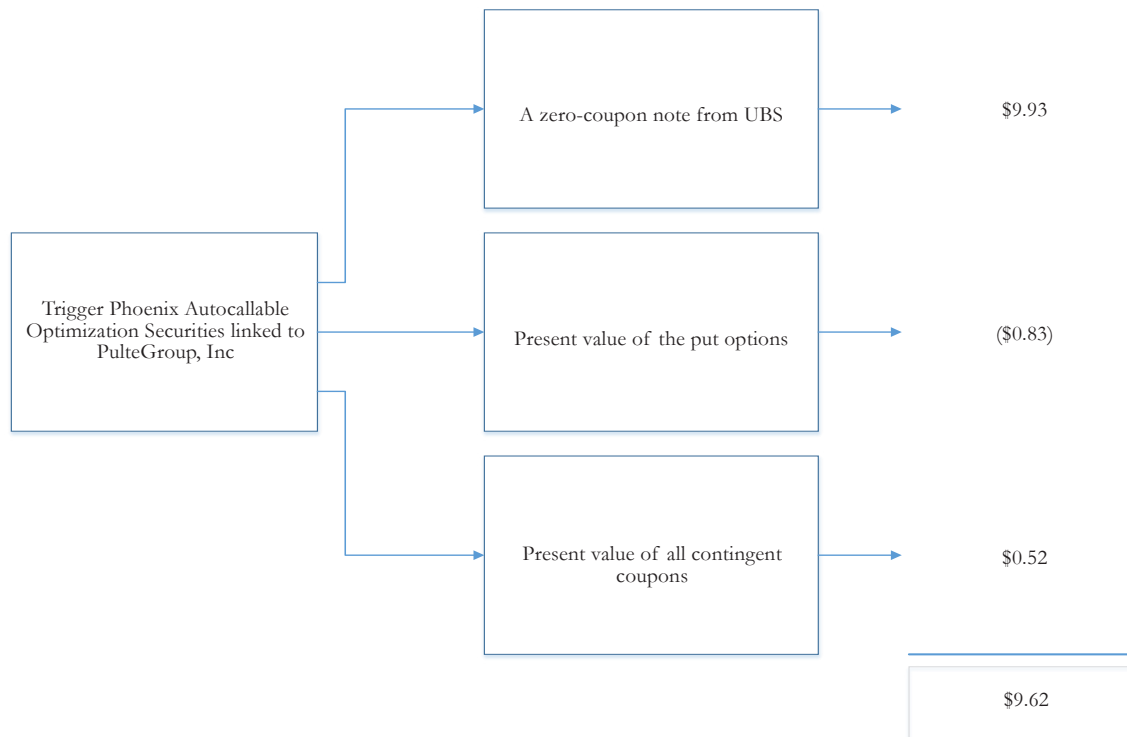 A zero-coupon note from UBS
$9.93
Trigger Phoenix Autocallable
Optimization Securities linked to
PulteGroup, Inc
Present value of the put options
($0.83)
Present value of all contingent
coupons
$0.52
$9.62